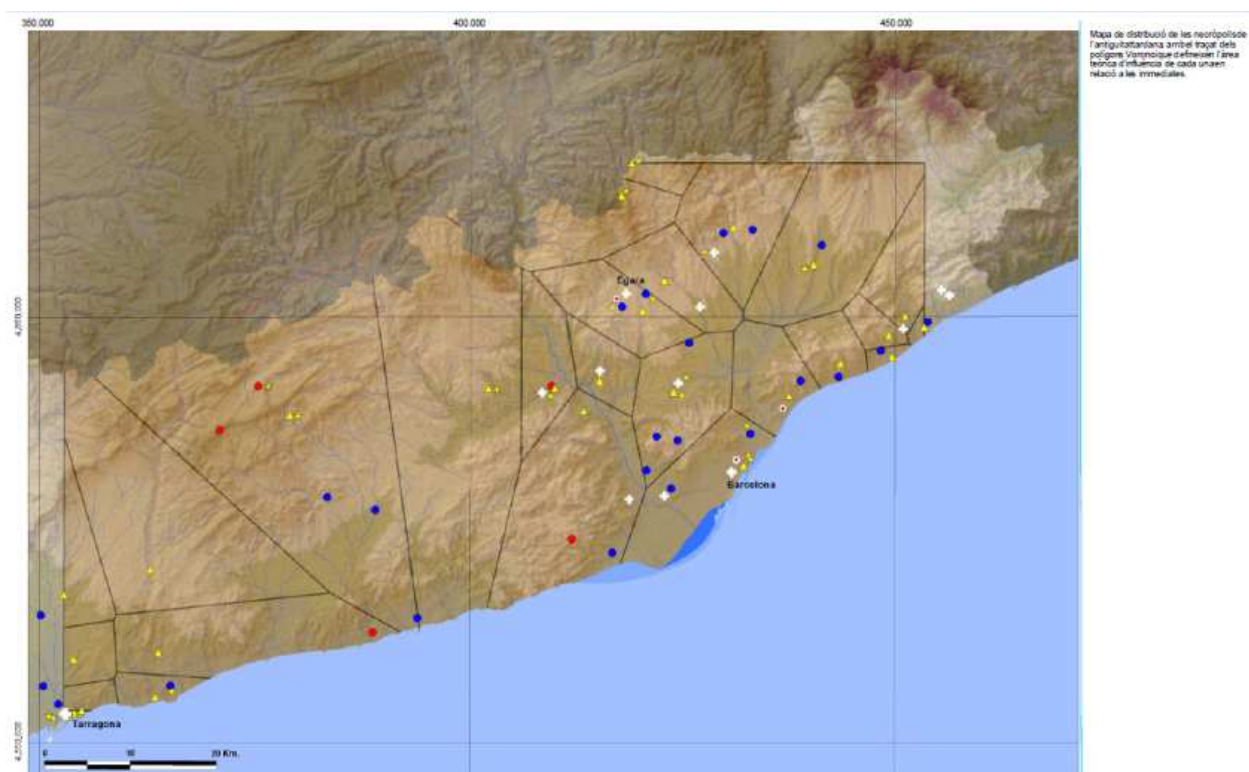 350.000
400.000
450.000
Mapa de distribució de les necròpolis de
l'antiguitat tardana amb el traçat dels
polígons Voronoi que defineixen l'àrea
teòrica d'influència de cada una en
relació a les immediates.
Egara
Barcelona
Tarragona
0 10 20 Km.